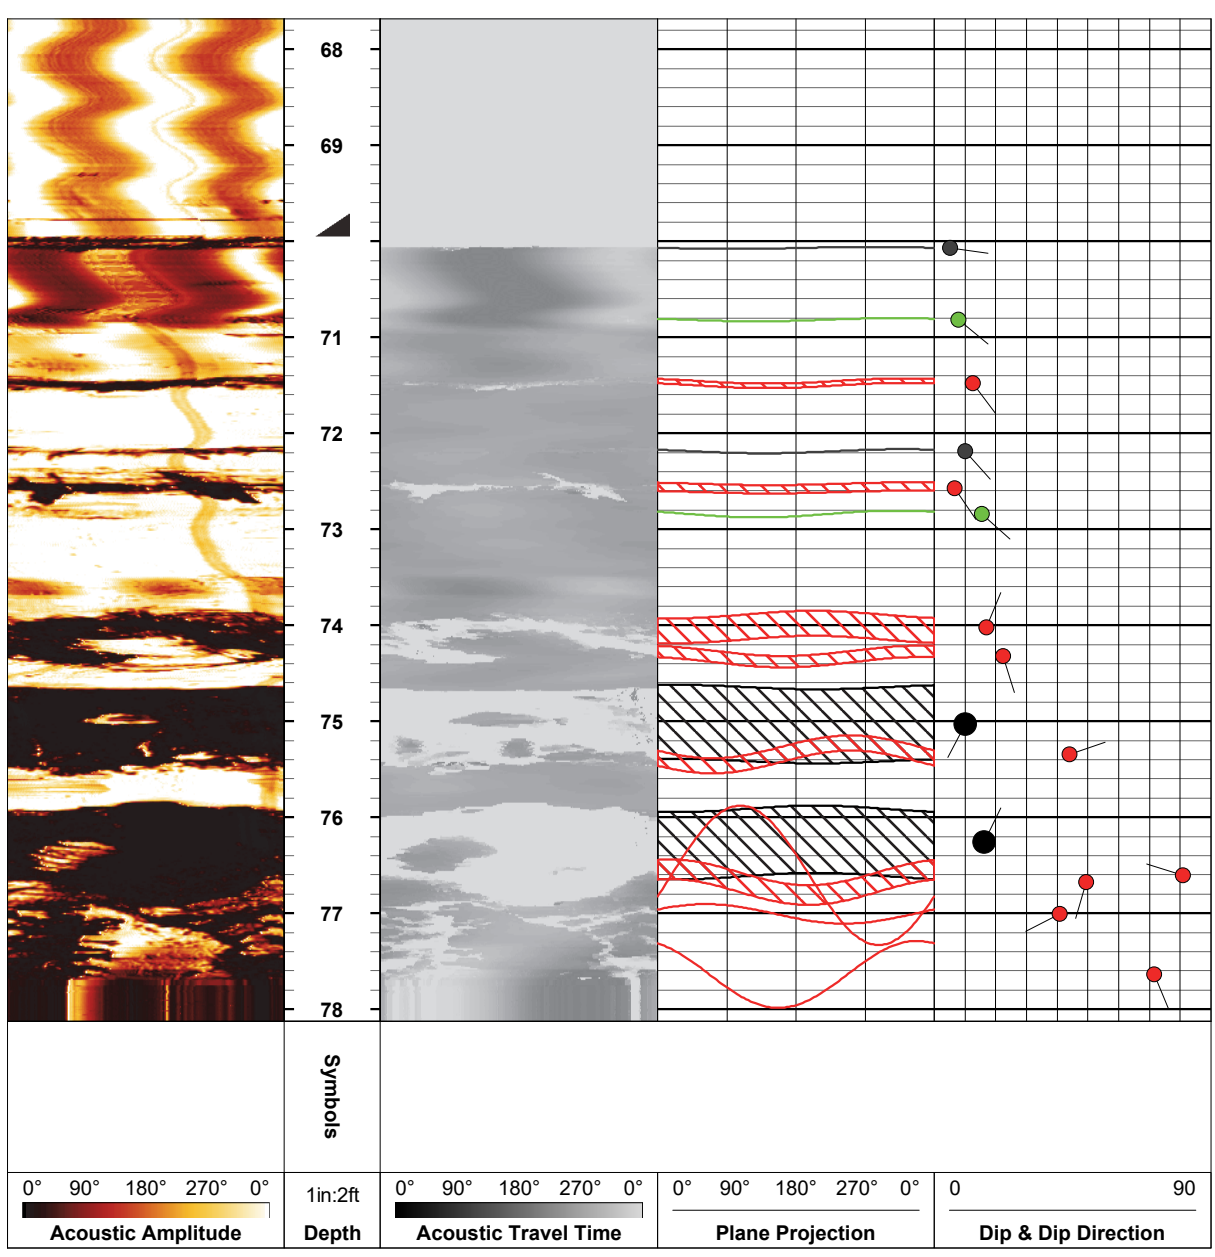 68
69
71
72
73
74
75
76
77
78
Symbols
0° 90° 180° 270° 0°
Acoustic Amplitude
1in:2ft
Depth
0° 90° 180° 270° 0°
Acoustic Travel Time
0° 90° 180° 270° 0°
Plane Projection
0 90
Dip & Dip Direction